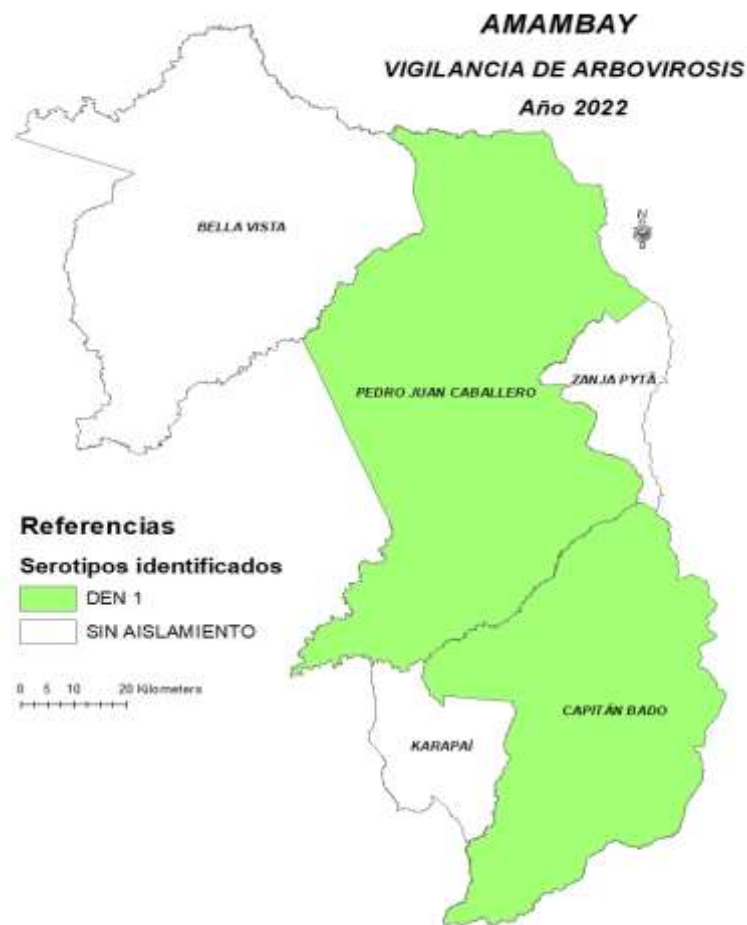 AMAMBAY
VIGILANCIA DE ARBOVIROSIS
Año 2022
N
BELLA VISTA
PEDRO JUAN CABALLERO
ZANJA PYTÃ
Referencias
Serotipos identificados
DEN 1
SIN AISLAMIENTO
0 5 10 20 Kilometers
CAPITÁN BADO
KARAPAÍ